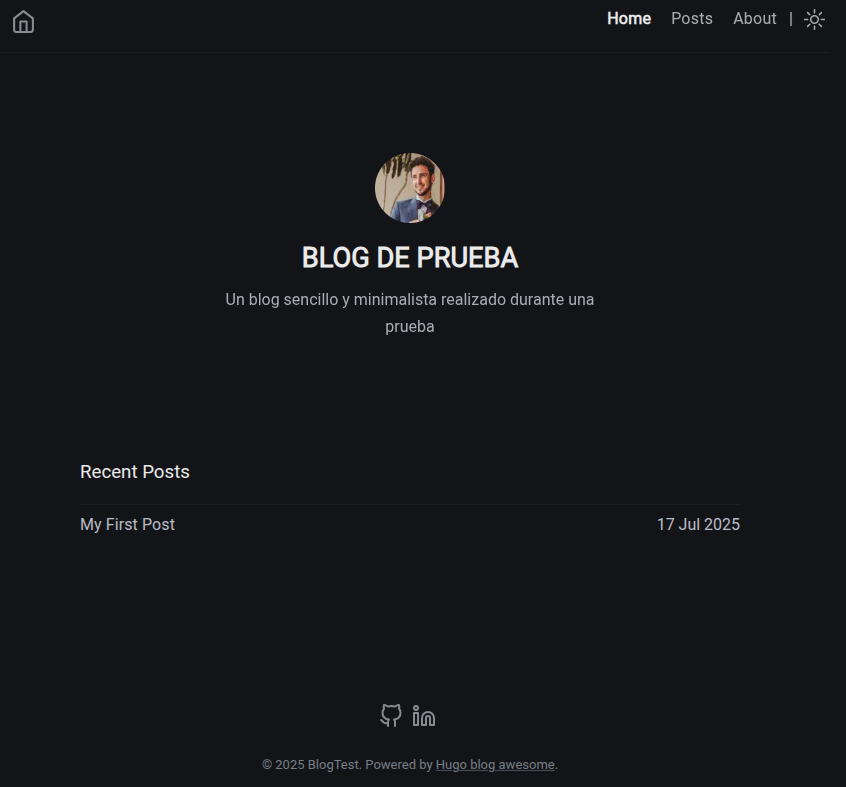 Home Posts About |
BLOG DE PRUEBA
Un blog sencillo y minimalista realizado durante una
prueba
Recent Posts
My First Post 17 Jul 2025
© 2025 BlogTest. Powered by Hugo blog awesome.